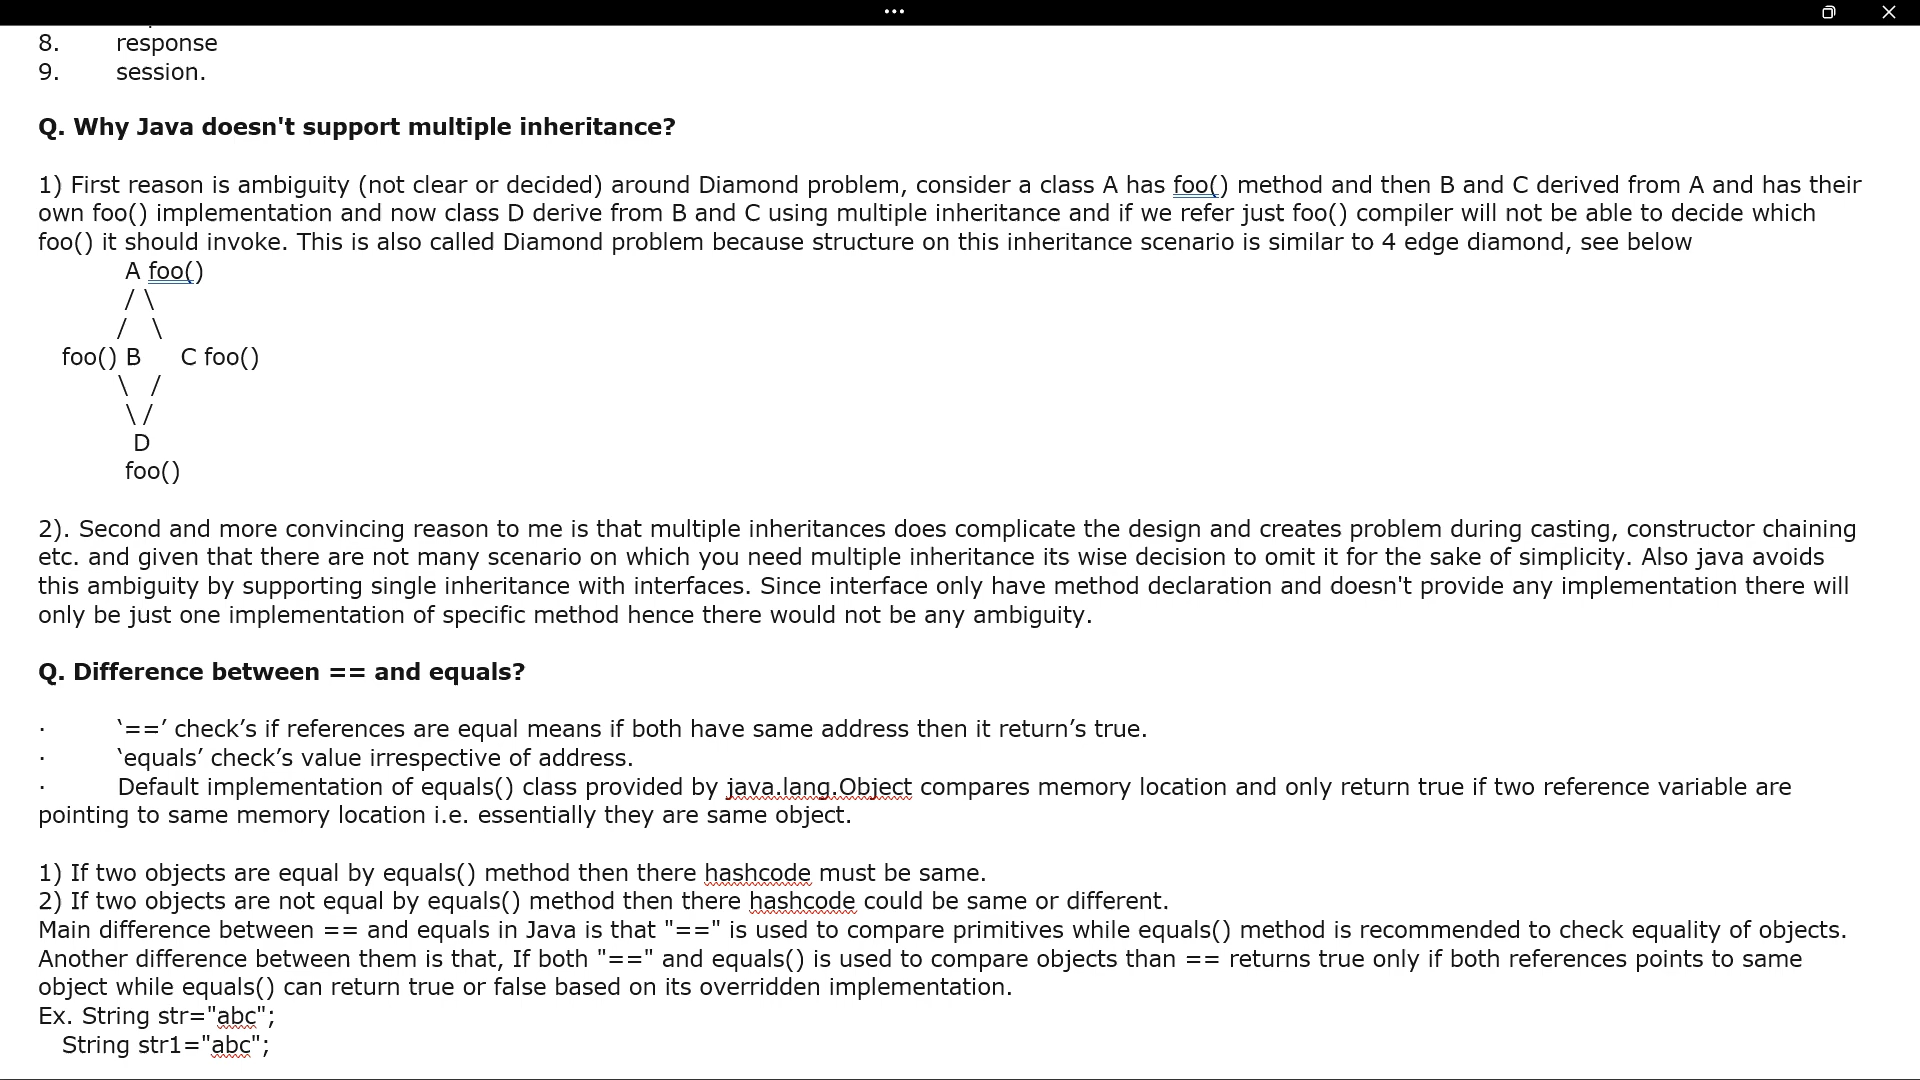 8. response
9. session.
Q. Why Java doesn't support multiple inheritance?
1) First reason is ambiguity (not clear or decided) around Diamond problem, consider a class A has foo() method and then B and C derived from A and has their
own foo() implementation and now class D derive from B and C using multiple inheritance and if we refer just foo() compiler will not be able to decide which
foo() it should invoke. This is also called Diamond problem because structure on this inheritance scenario is similar to 4 edge diamond, see below
A foo()
/ \
/ \
foo() B C foo()
\ /
\ /
D
foo()
2). Second and more convincing reason to me is that multiple inheritances does complicate the design and creates problem during casting, constructor chaining
etc. and given that there are not many scenario on which you need multiple inheritance its wise decision to omit it for the sake of simplicity. Also java avoids
this ambiguity by supporting single inheritance with interfaces. Since interface only have method declaration and doesn't provide any implementation there will
only be just one implementation of specific method hence there would not be any ambiguity.
Q. Difference between == and equals?
· ‘==’ check’s if references are equal means if both have same address then it return’s true.
· ‘equals’ check’s value irrespective of address.
· Default implementation of equals() class provided by java.lang.Object compares memory location and only return true if two reference variable are
pointing to same memory location i.e. essentially they are same object.
1) If two objects are equal by equals() method then there hashcode must be same.
2) If two objects are not equal by equals() method then there hashcode could be same or different.
Main difference between == and equals in Java is that "==" is used to compare primitives while equals() method is recommended to check equality of objects.
Another difference between them is that, If both "==" and equals() is used to compare objects than == returns true only if both references points to same
object while equals() can return true or false based on its overridden implementation.
Ex. String str="abc";
String str1="abc";